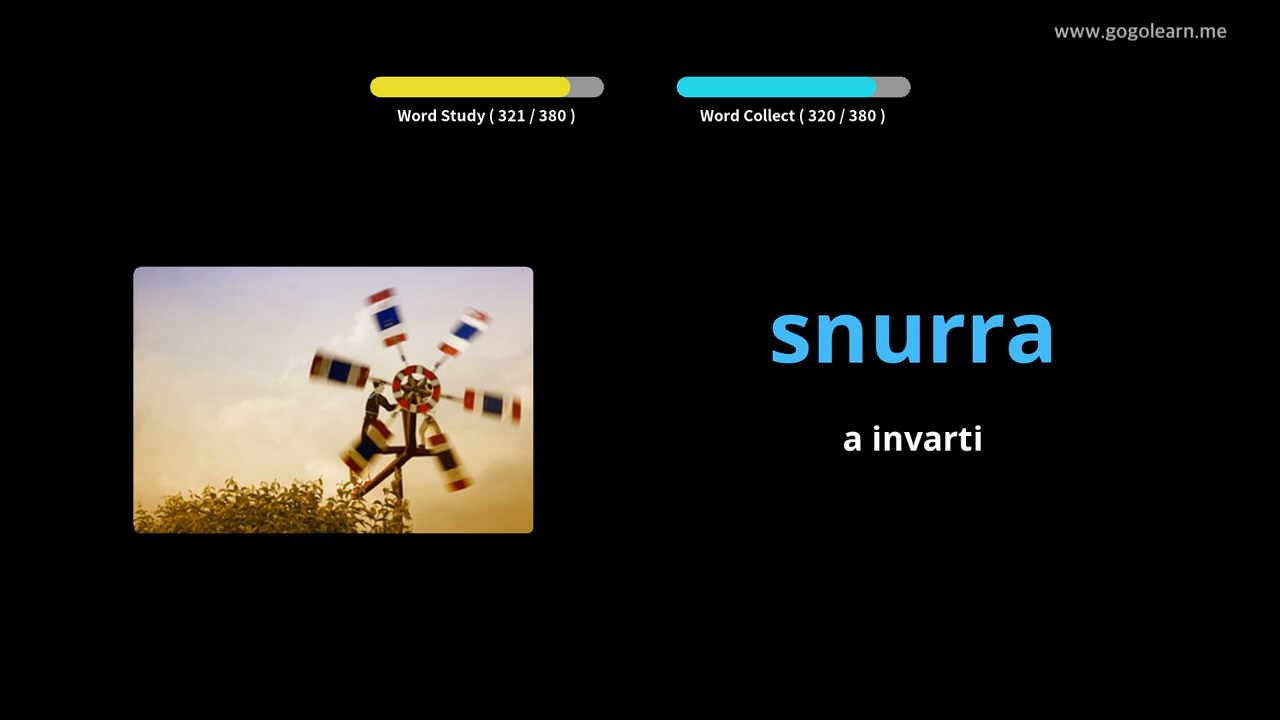 www.gogolearn.me
Word Study ( 321 / 380 )
Word Collect ( 320 / 380 )
snurra
a invarti